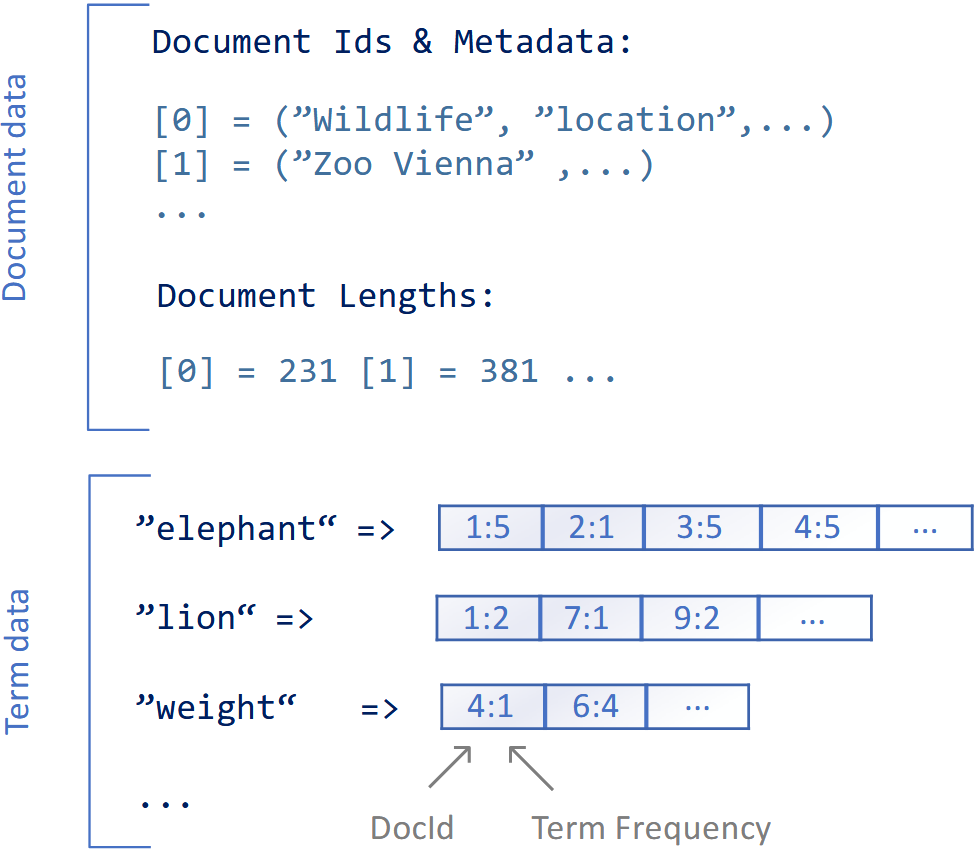 Document data
Document Ids & Metadata:
[0] = (”Wildlife”, ”location”,...)
[1] = (”Zoo Vienna” ,...)
...
Document Lengths:
[0] = 231 [1] = 381 ...
Term data
”elephant“ => 1:5 2:1 3:5 4:5 ...
”lion“ => 1:2 7:1 9:2 ...
”weight“ => 4:1 6:4 ...
...
DocId Term Frequency